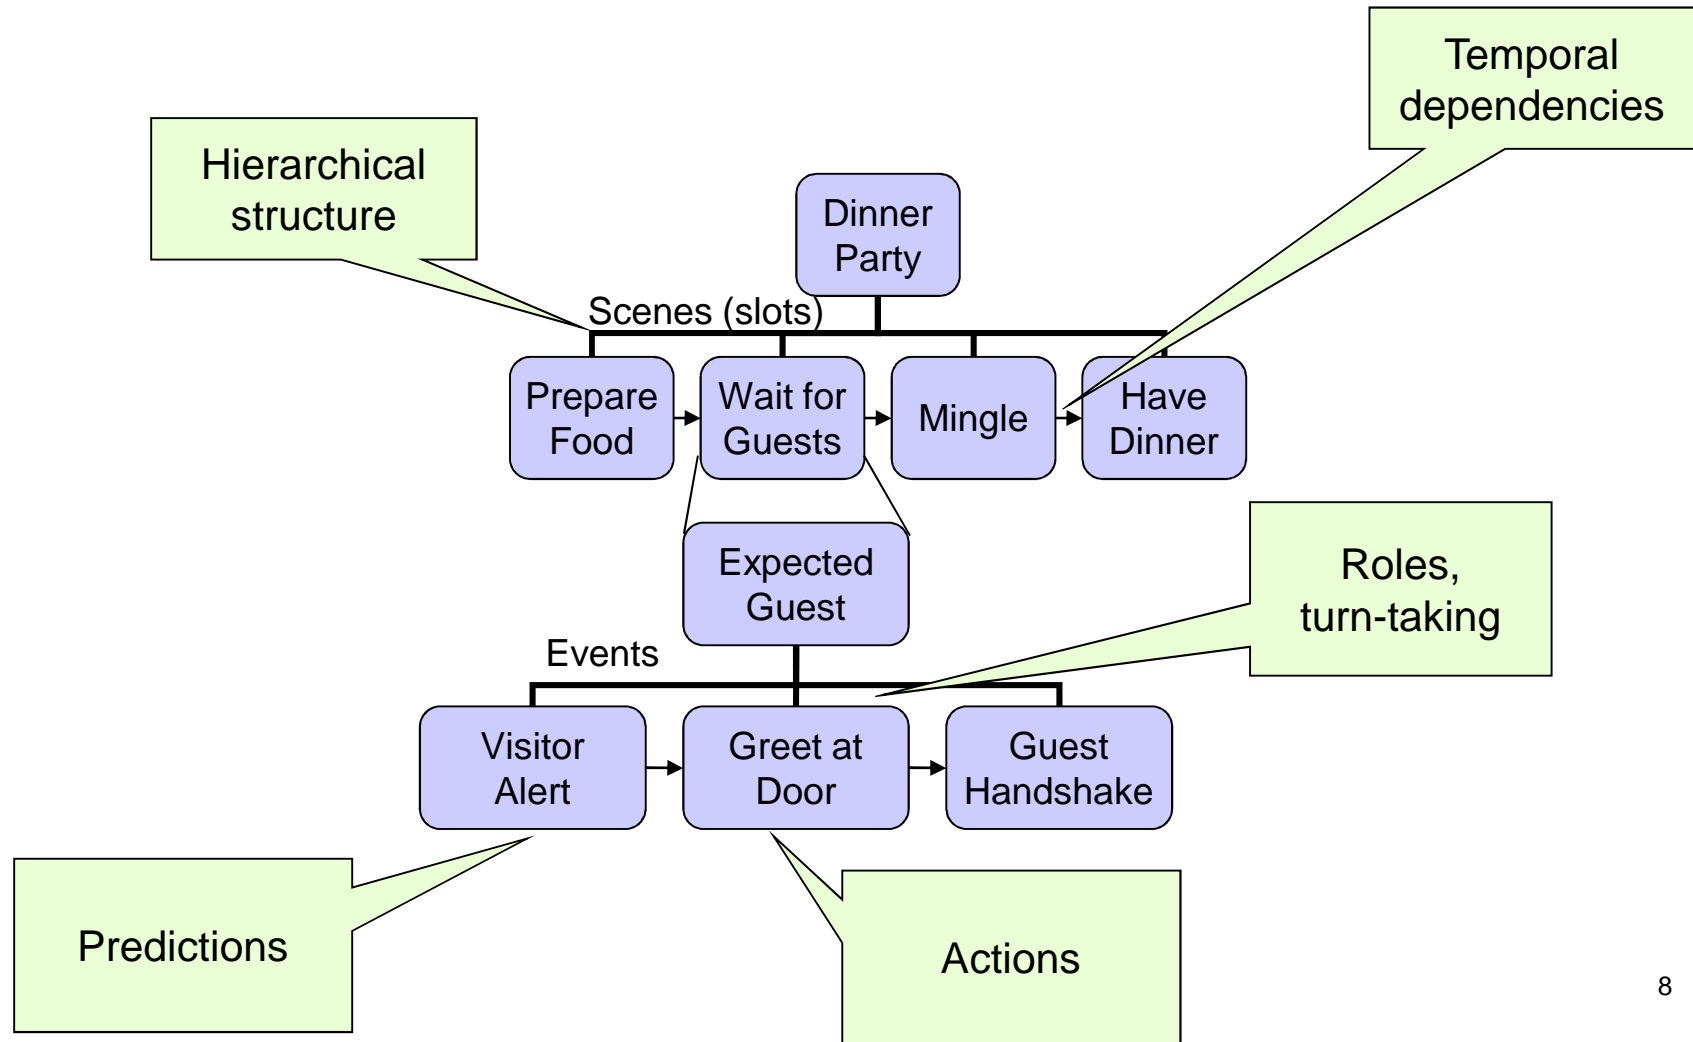 Temporal
dependencies
Hierarchical
structure
Dinner
Party
Scenes (slots)
Prepare
Food
Wait for
Guests
Mingle
Have
Dinner
Expected
Guest
Roles,
turn-taking
Events
Visitor
Alert
Greet at
Door
Guest
Handshake
Predictions
Actions
8